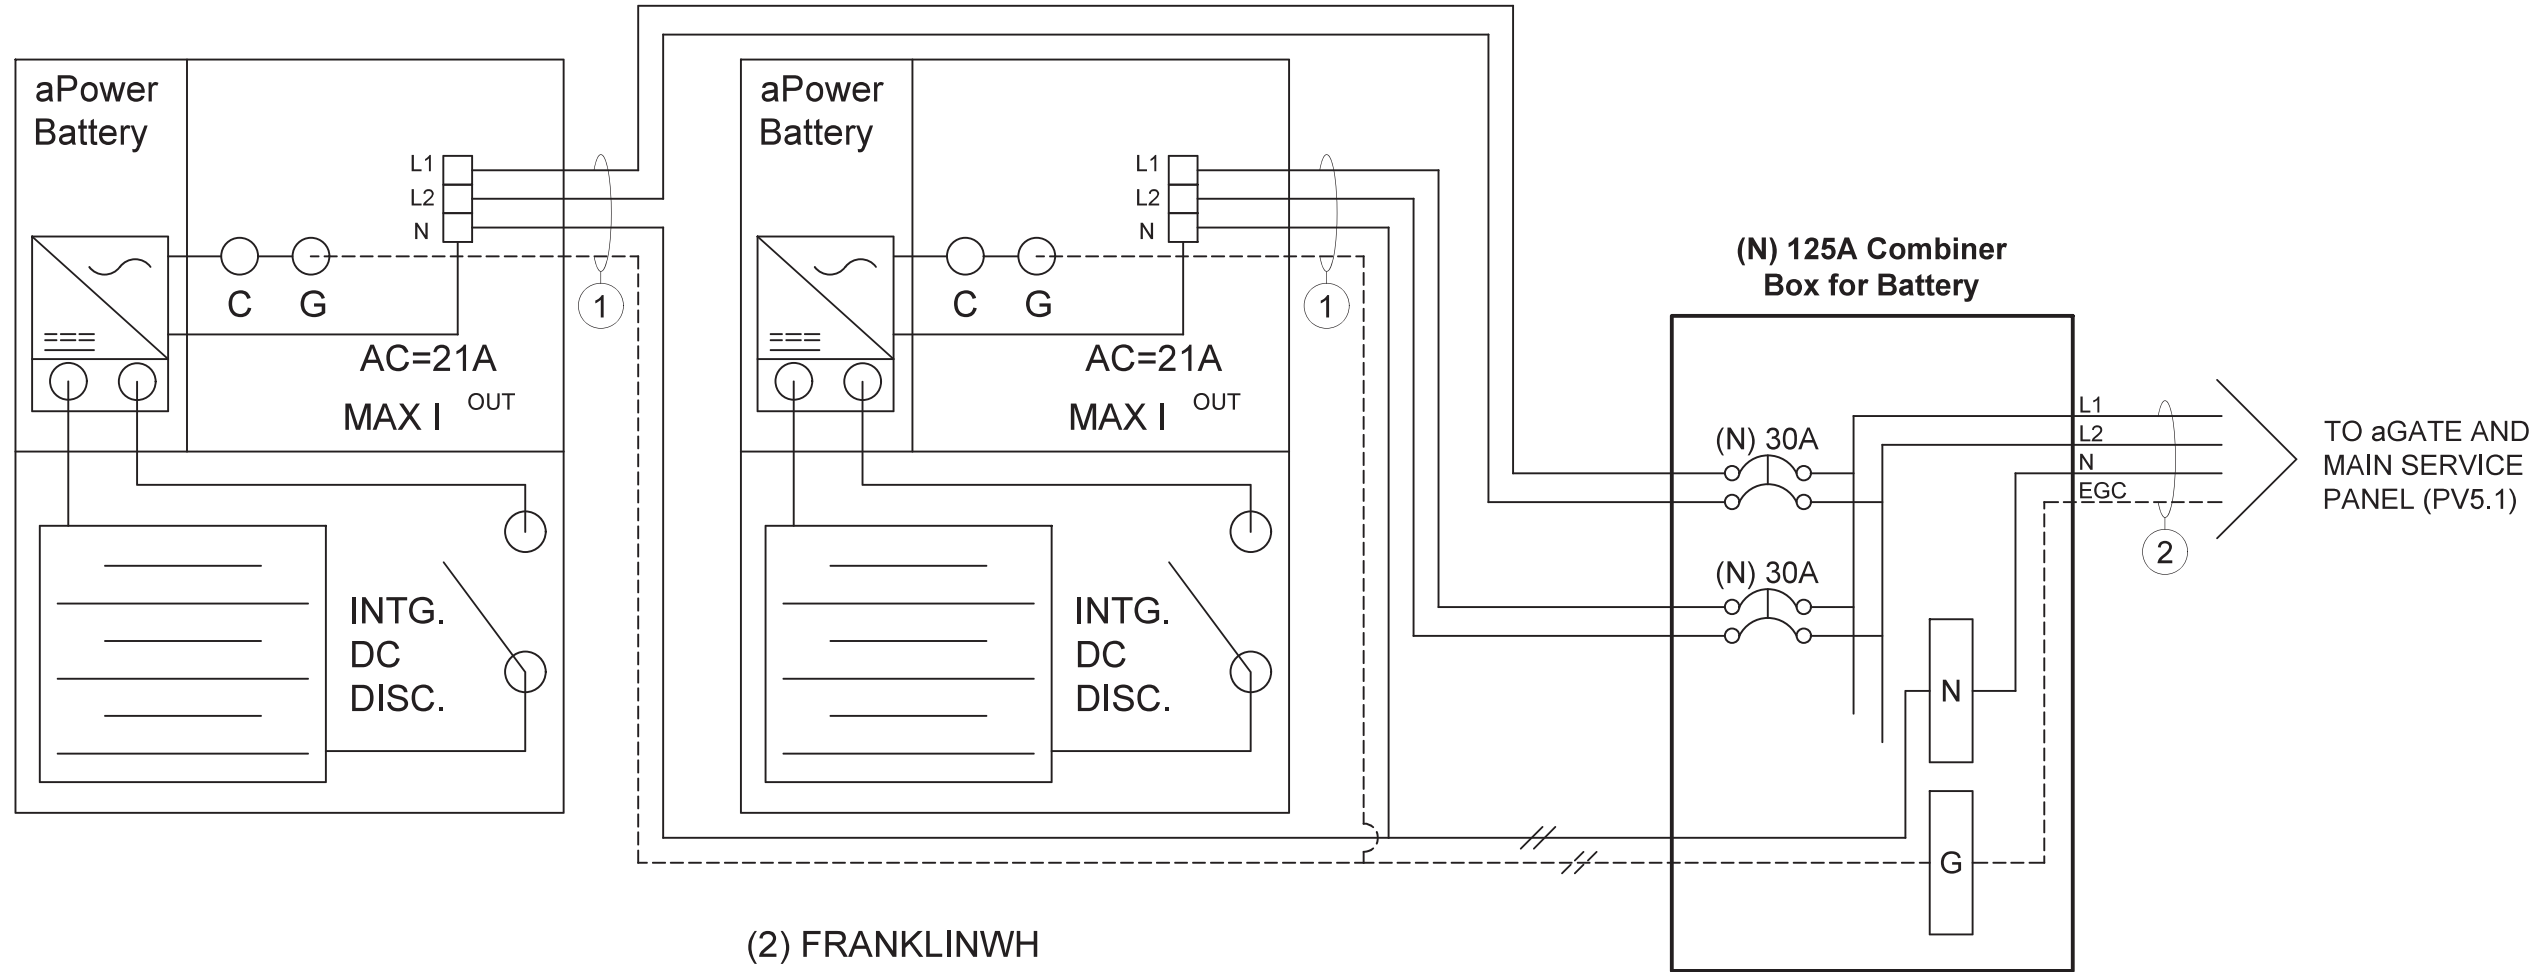 aPower
Battery
L1
L2
N
C
G
1
AC=21A
MAX I OUT
INTG.
DC
DISC.
aPower
Battery
L1
L2
N
C
G
1
AC=21A
MAX I OUT
INTG.
DC
DISC.
(N) 125A Combiner
Box for Battery
(N) 30A
(N) 30A
N
G
L1
L2
N
EGC
2
TO aGATE AND
MAIN SERVICE
PANEL (PV5.1)
(2) FRANKLINWH